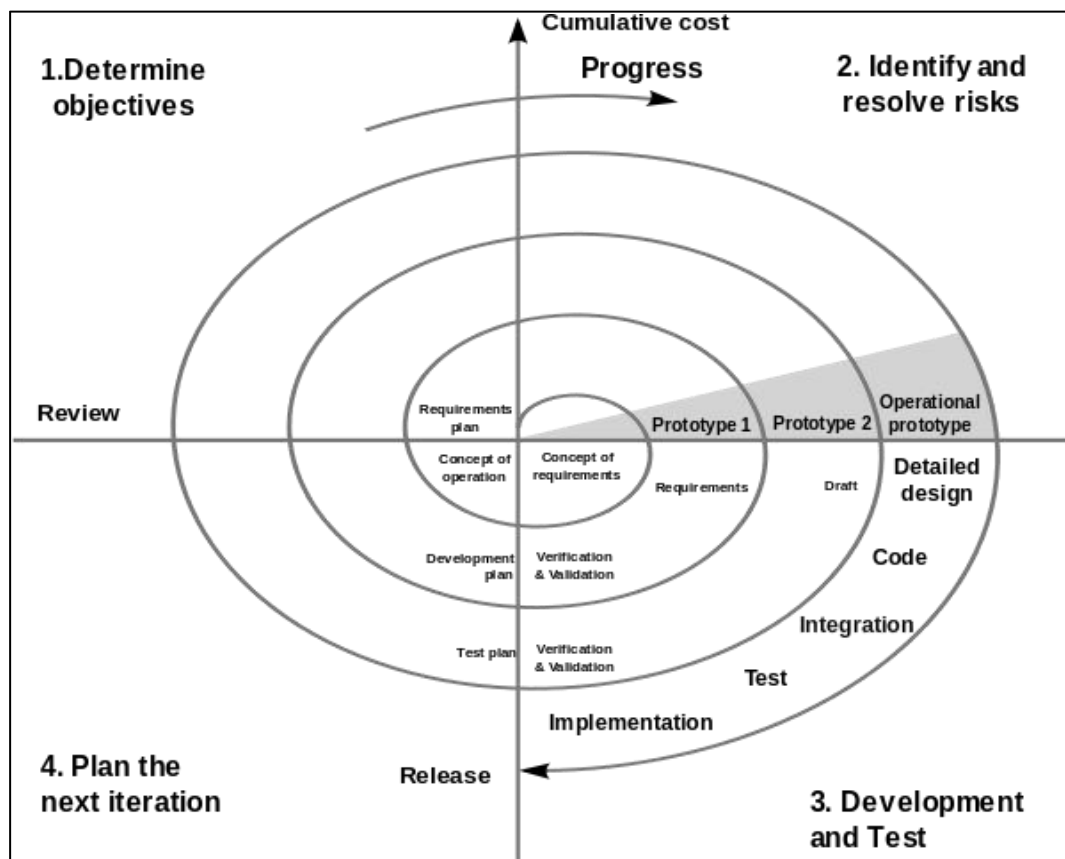 Cumulative cost
1.Determine
objectives
Progress
2. Identify and
resolve risks
Review
Requirements
plan
Prototype 1
Prototype 2
Operational
prototype
Concept of
operation
Concept of
requirements
Requirements
Draft
Detailed
design
Development
plan
Verification
& Validation
Code
Integration
Test plan
Verification
& Validation
Test
Implementation
Release
4. Plan the
next iteration
3. Development
and Test